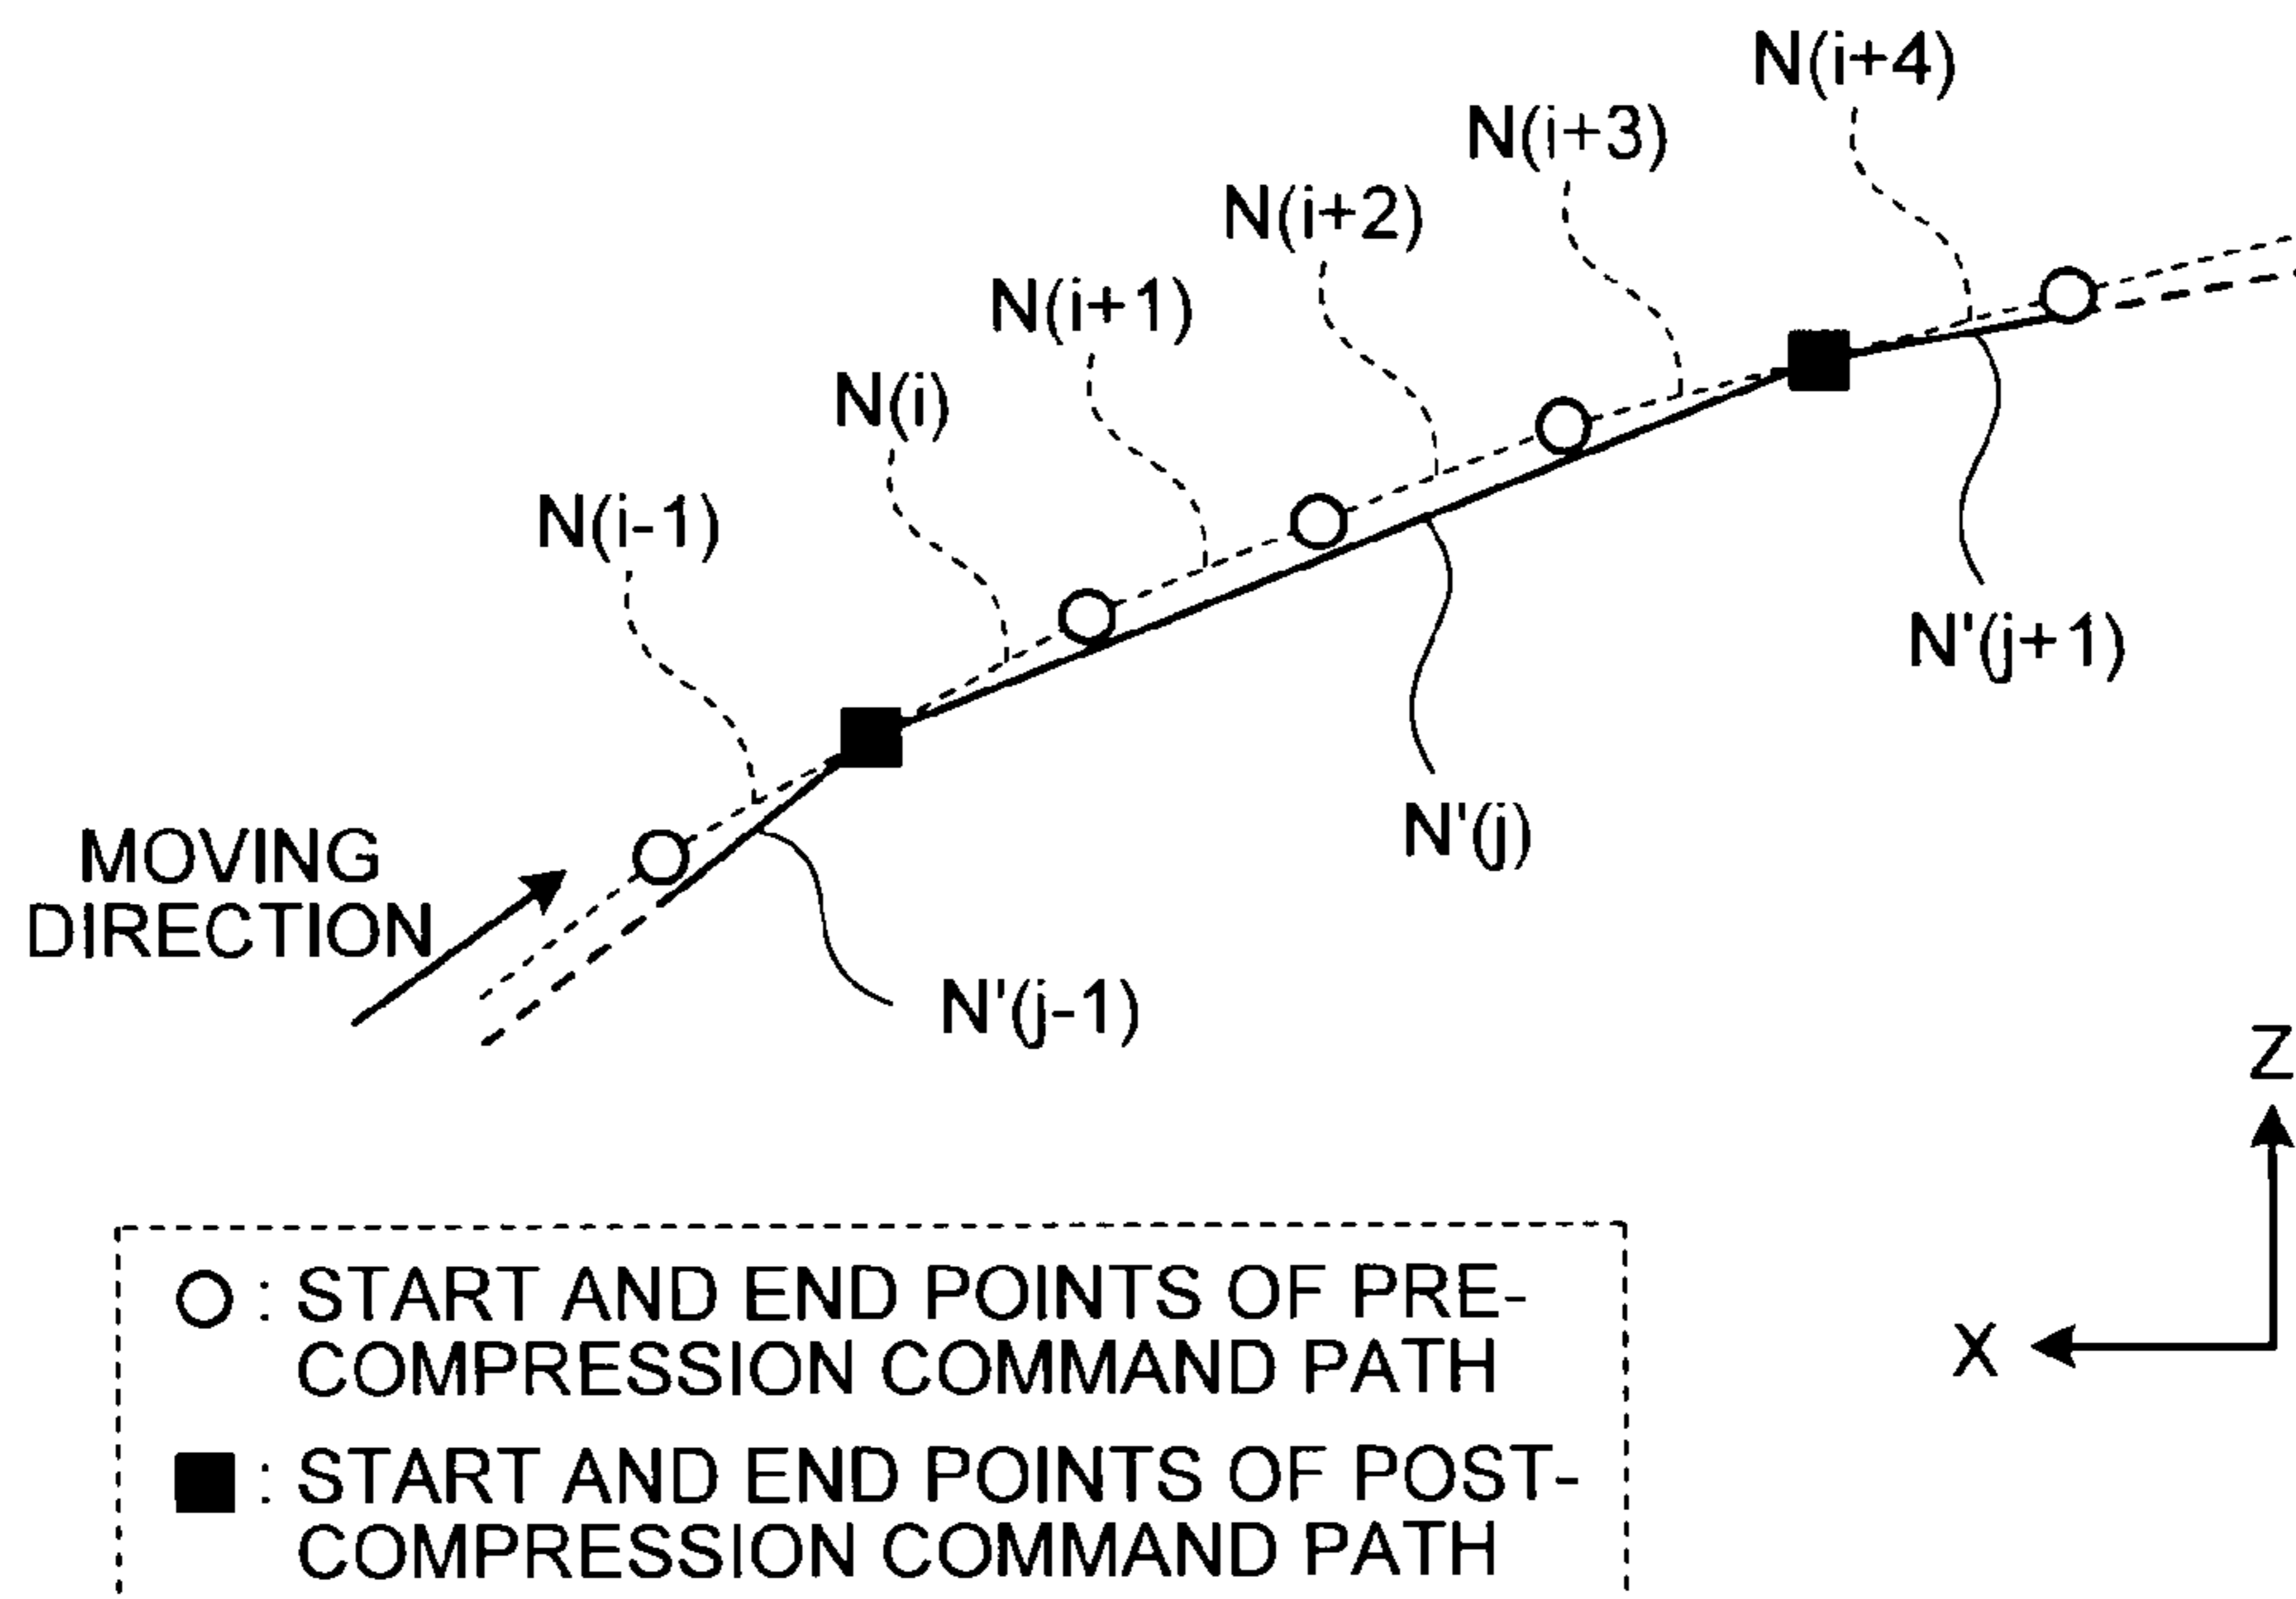 N(i+4)
N(i+3)
N(i+2)
N(i+1)
N(i)
N(i-1)
N'(j+1)
N'(j)
MOVING
DIRECTION
N'(j-1)
Z
X
: START AND END POINTS OF PRE-
COMPRESSION COMMAND PATH
: START AND END POINTS OF POST-
COMPRESSION COMMAND PATH